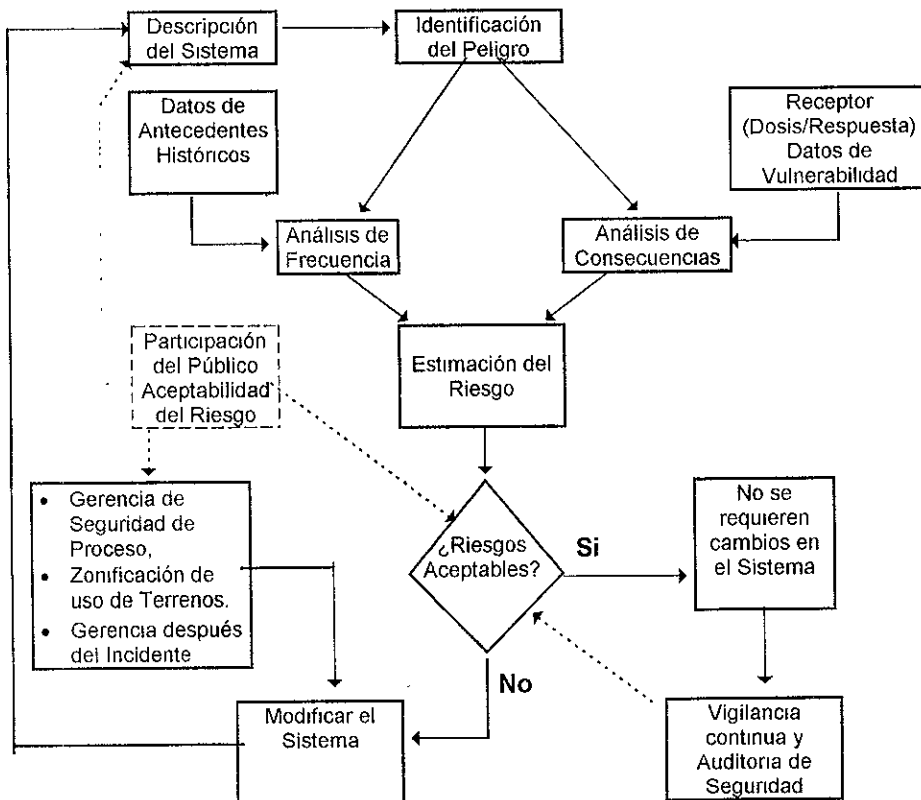 Descripción
del Sistema
Identificación
del Peligro
Datos de
Antecedentes
Históricos
Receptor
(Dosis/Respuesta)
Datos de
Vulnerabilidad
Análisis de
Frecuencia
Análisis de
Consecuencias
Participación
del Público
Aceptabilidad
del Riesgo
Estimación del
Riesgo
• Gerencia de
Seguridad de
Proceso,
• Zonificación de
uso de Terrenos.
• Gerencia después
del Incidente
¿Riesgos
Aceptables?
Si
No se
requieren
cambios en
el Sistema
No
Modificar el
Sistema
Vigilancia
continua y
Auditoria de
Seguridad